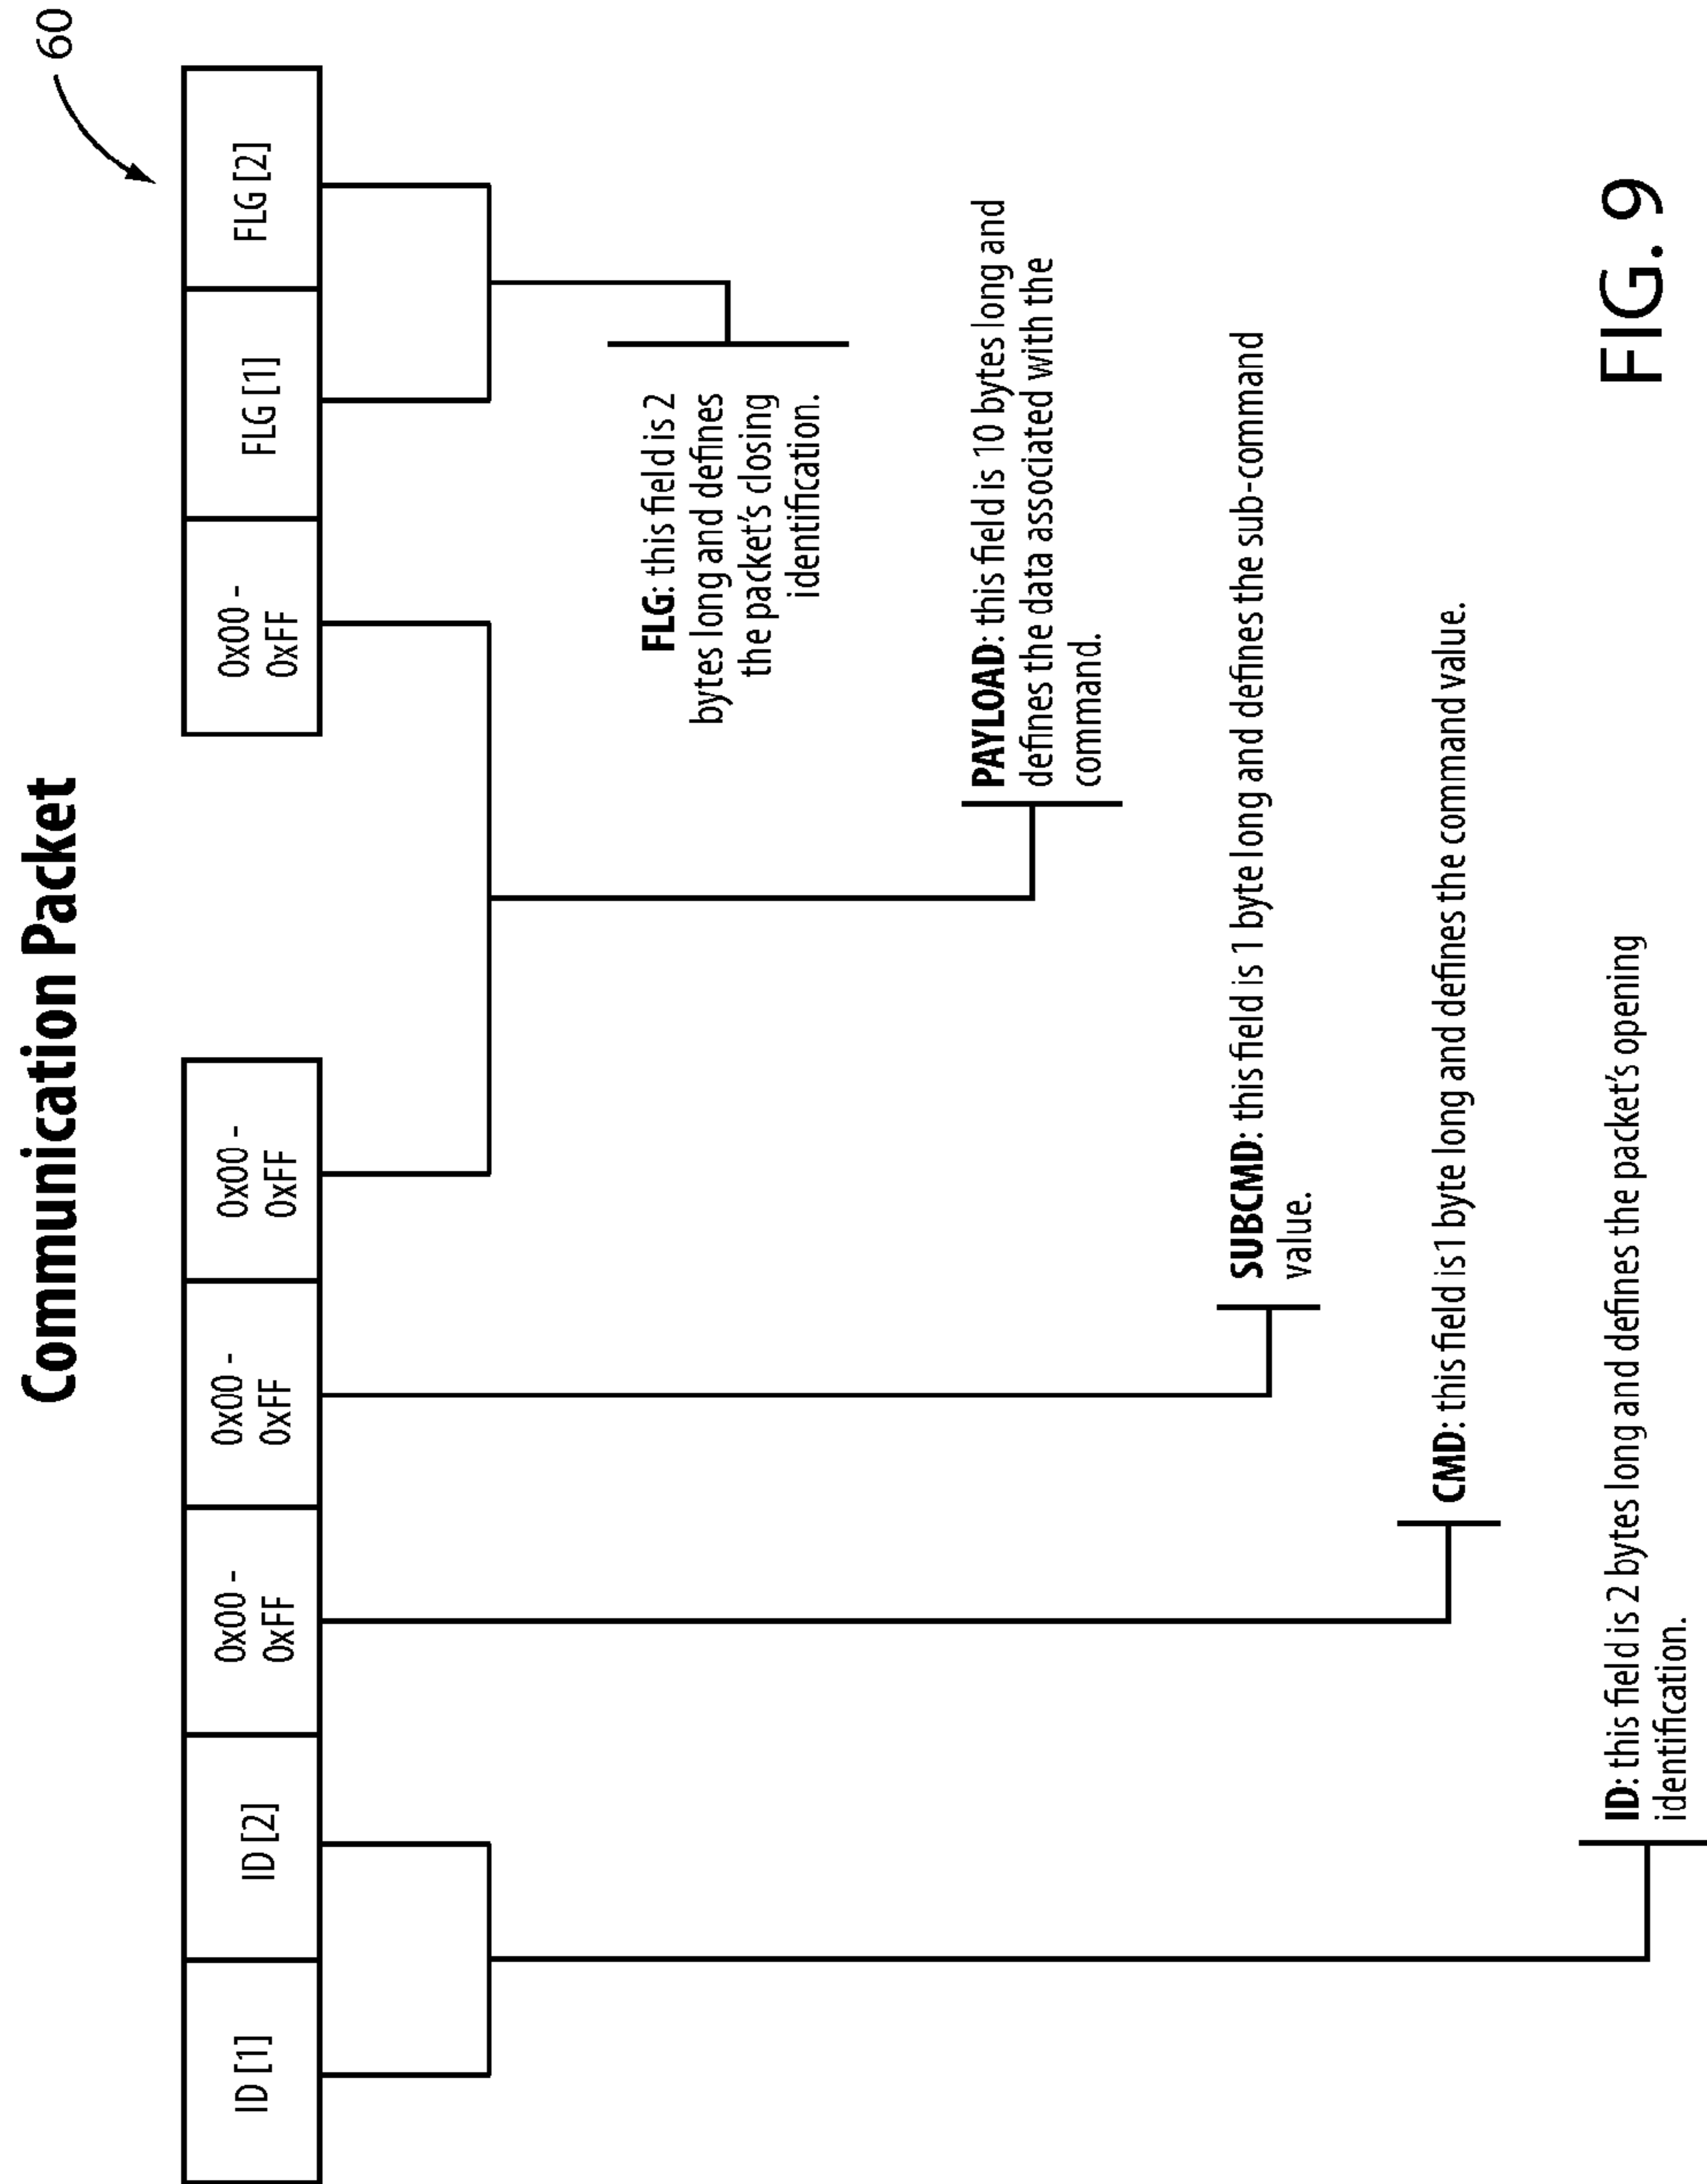 Communication Packet
60
ID [1]
ID [2]
0x00 -
0xFF
0x00 -
0xFF
0x00 -
0xFF
0x00 -
0xFF
FLG [1]
FLG [2]
FLG: this field is 2
bytes long and defines
the packet's closing
identification.
PAYLOAD: this field is 10 bytes long and
defines the data associated with the
command.
SUBCMD: this field is 1 byte long and defines the sub-command
value.
CMD: this field is 1 byte long and defines the command value.
ID: this field is 2 bytes long and defines the packet's opening
identification.
FIG. 9